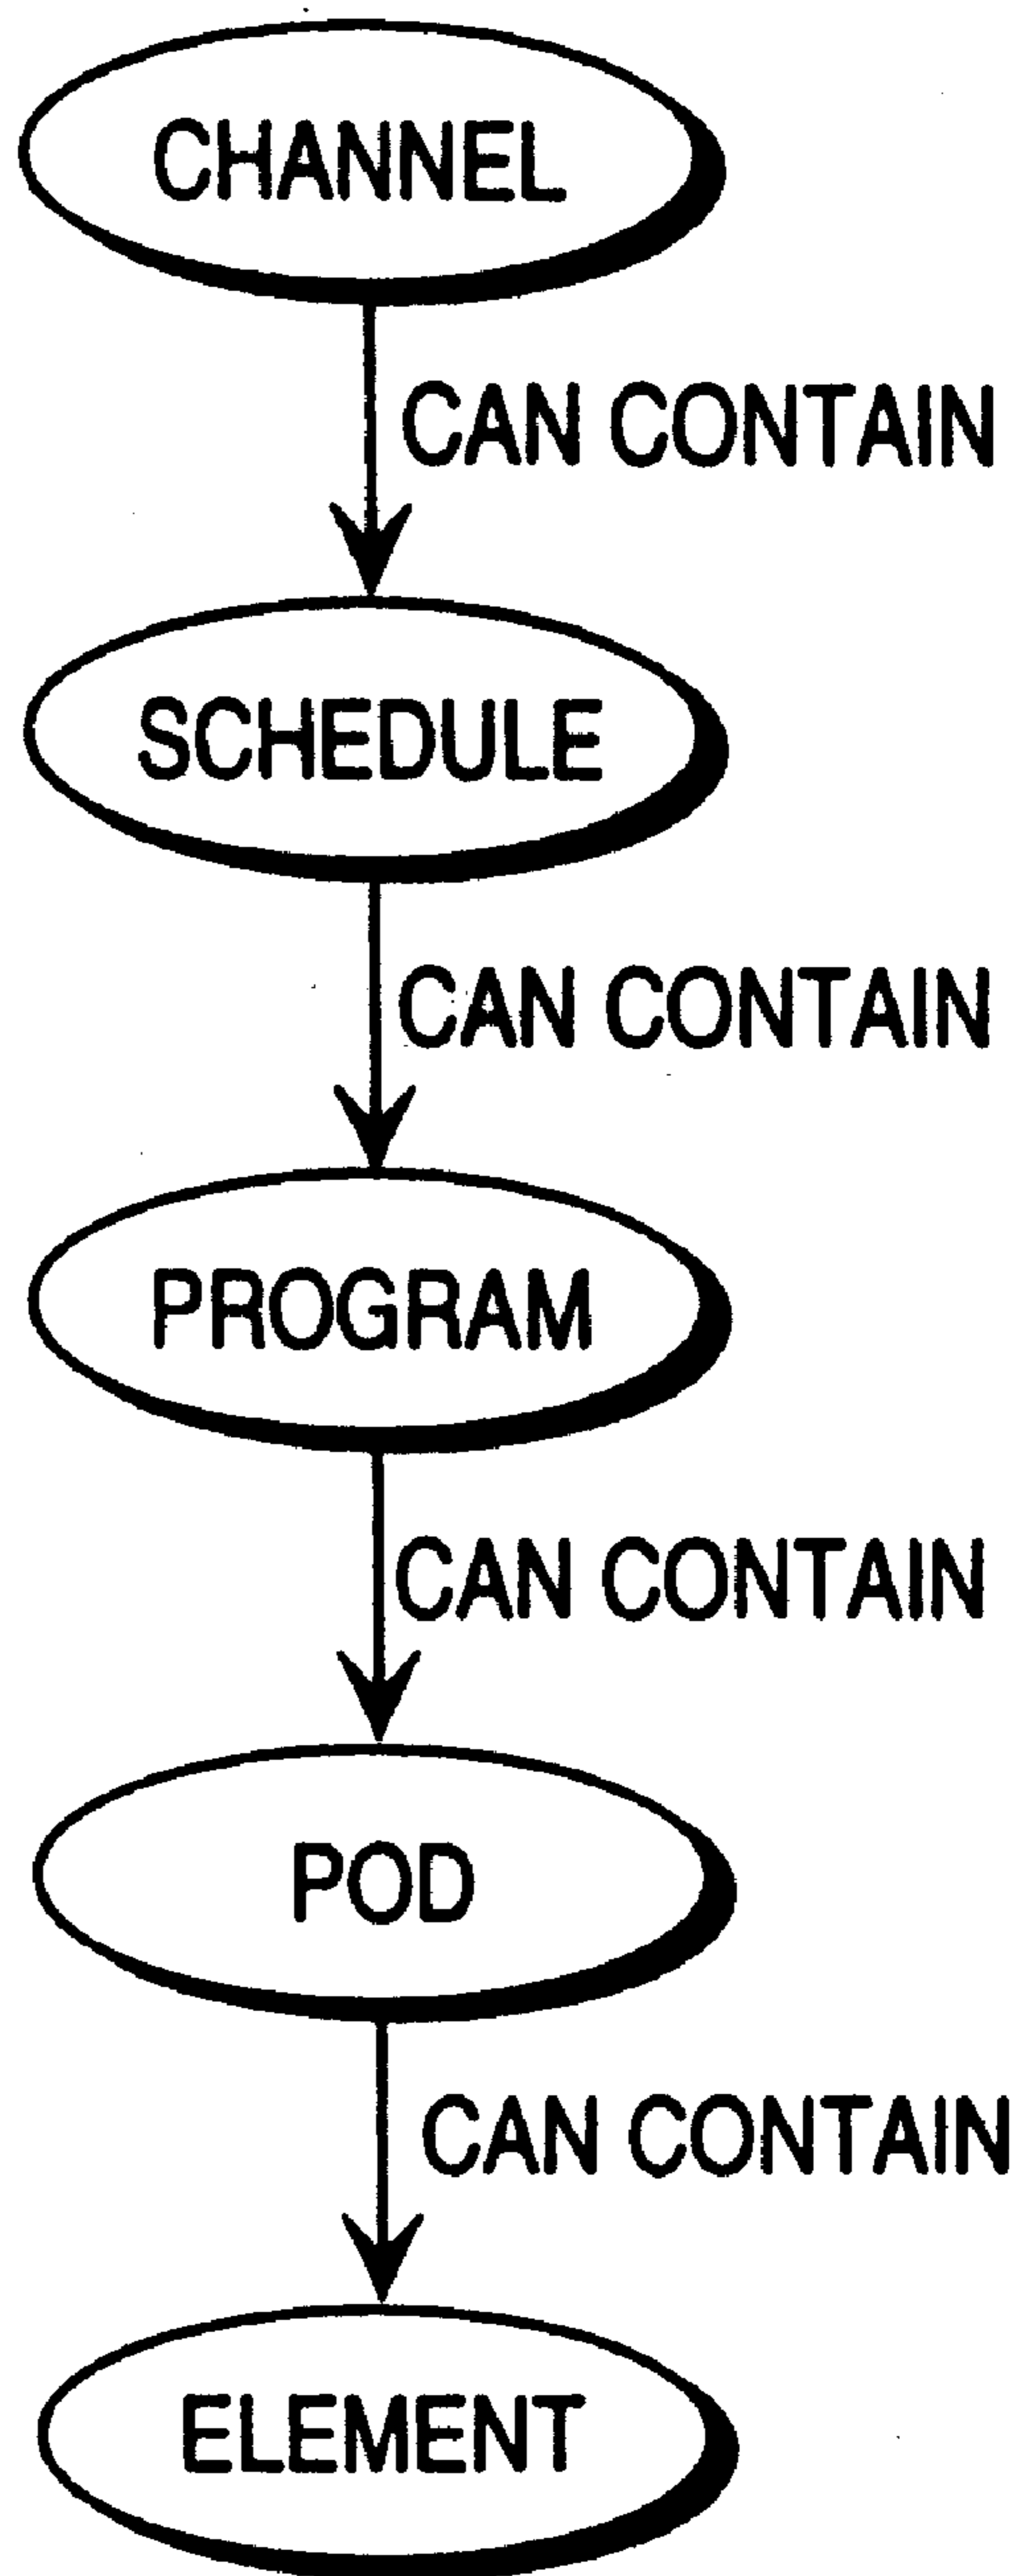 CHANNEL
CAN CONTAIN
SCHEDULE
CAN CONTAIN
PROGRAM
CAN CONTAIN
POD
CAN CONTAIN
ELEMENT